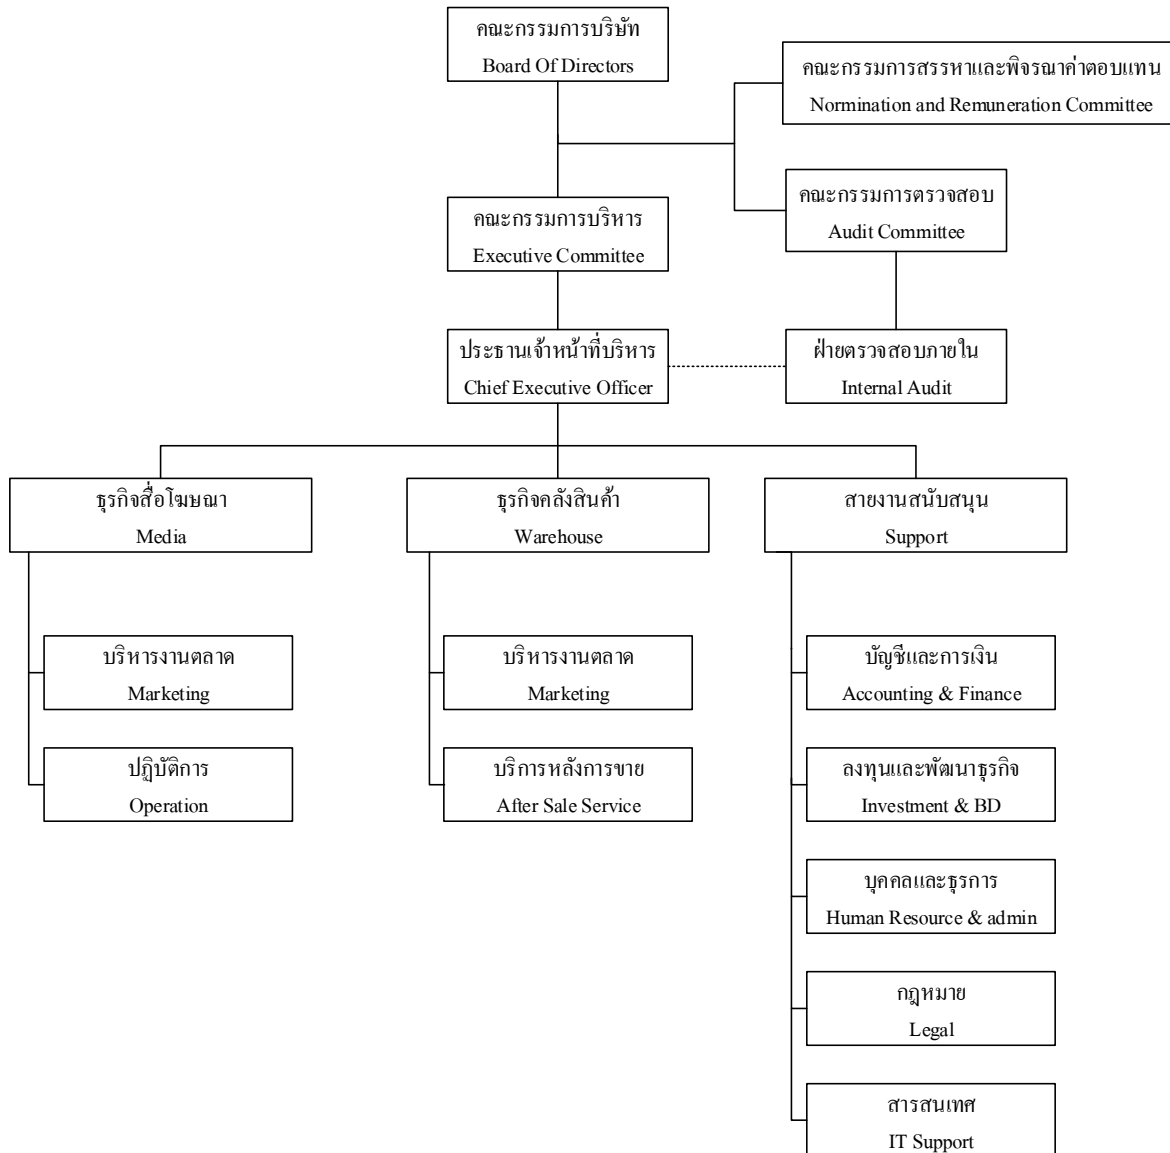 คณะกรรมการบริษัท
Board Of Directors
คณะกรรมการสรรหาและพิจรณาค่าตอบแทน
Normination and Remuneration Committee
คณะกรรมการบริหาร
Executive Committee
คณะกรรมการตรวจสอบ
Audit Committee
ประธานเจ้าหน้าที่บริหาร
Chief Executive Officer
ฝ่ายตรวจสอบภายใน
Internal Audit
ธุรกิจสื่อโฆษณา
Media
ธุรกิจคลังสินค้า
Warehouse
สายงานสนับสนุน
Support
บริหารงานตลาด
Marketing
ปฏิบัติการ
Operation
บริหารงานตลาด
Marketing
บริการหลังการขาย
After Sale Service
บัญชีและการเงิน
Accounting & Finance
ลงทุนและพัฒนาธุรกิจ
Investment & BD
บุคคลและธุรการ
Human Resource & admin
กฎหมาย
Legal
สารสนเทศ
IT Support